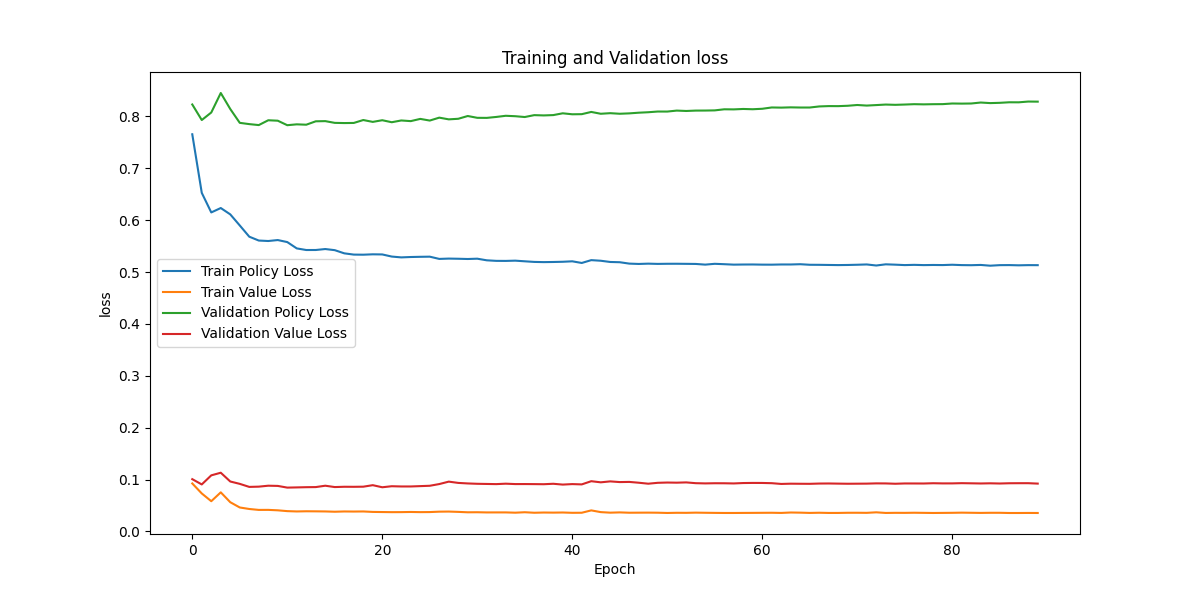 Training and Validation loss
loss
0.8
0.7
0.6
0.5
0.4
0.3
0.2
0.1
0.0
Train Policy Loss
Train Value Loss
Validation Policy Loss
Validation Value Loss
0 20 40 60 80
Epoch